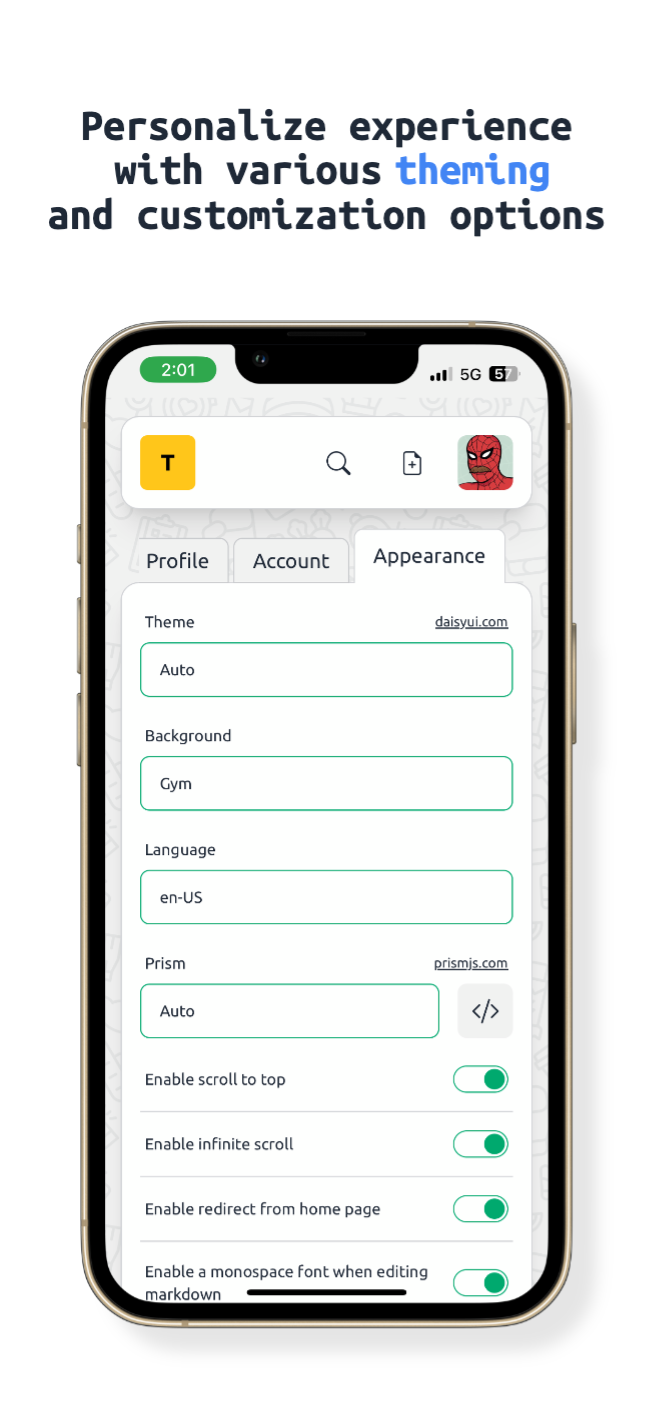 Personalize experience
with various theming
and customization options
2:01
5G 57
T
Profile Account Appearance
Theme daisyui.com
Auto
Background
Gym
Language
en-US
Prism prismjs.com
Auto </>
Enable scroll to top
Enable infinite scroll
Enable redirect from home page
Enable a monospace font when editing
markdown